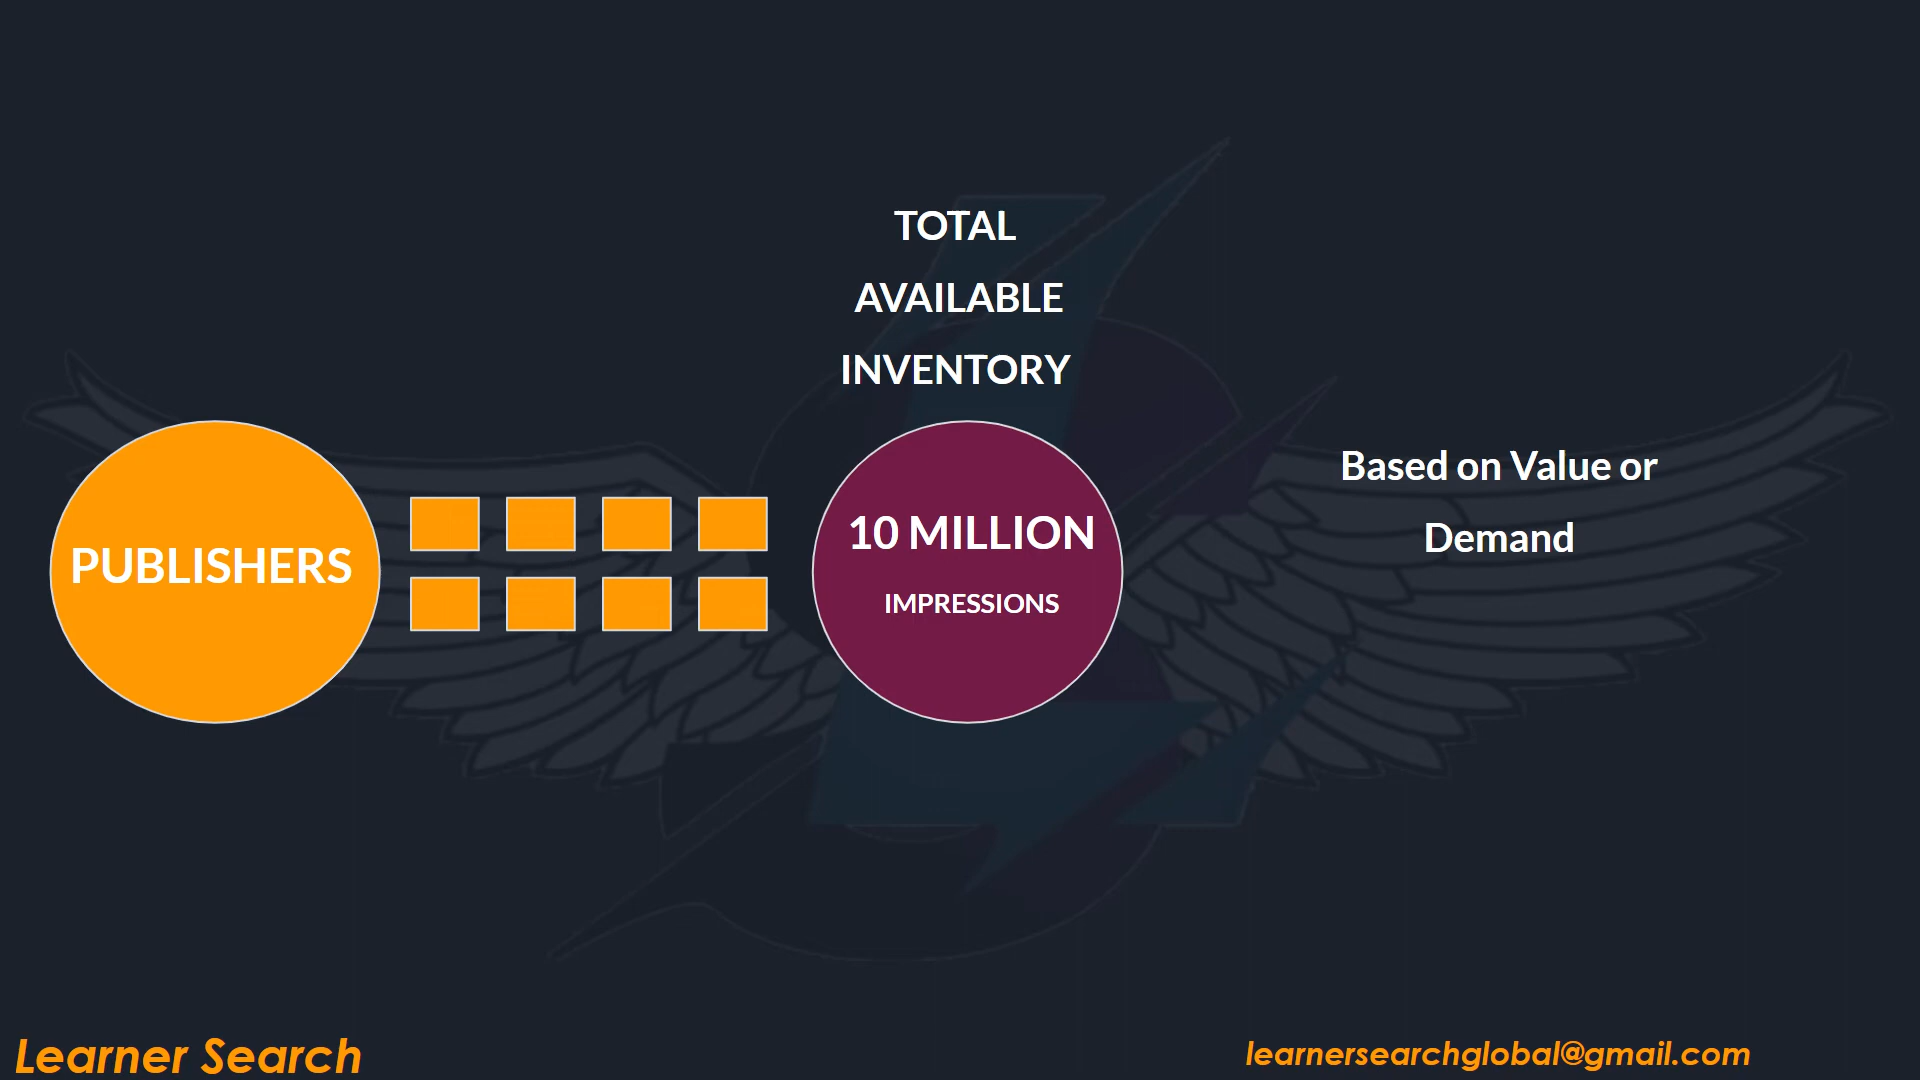 TOTAL
AVAILABLE
INVENTORY
PUBLISHERS
10 MILLION
IMPRESSIONS
Based on Value or
Demand
Learner Search
learnersearchglobal@gmail.com